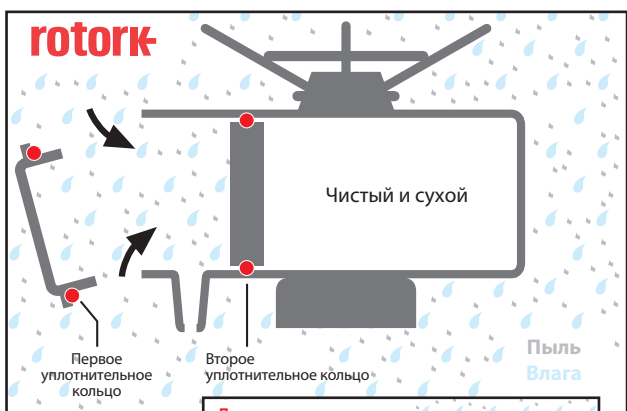 rotork
Чистый и сухой
Первое
уплотнительное
кольцо
Второе
уплотнительное кольцо
Пыль
Влага